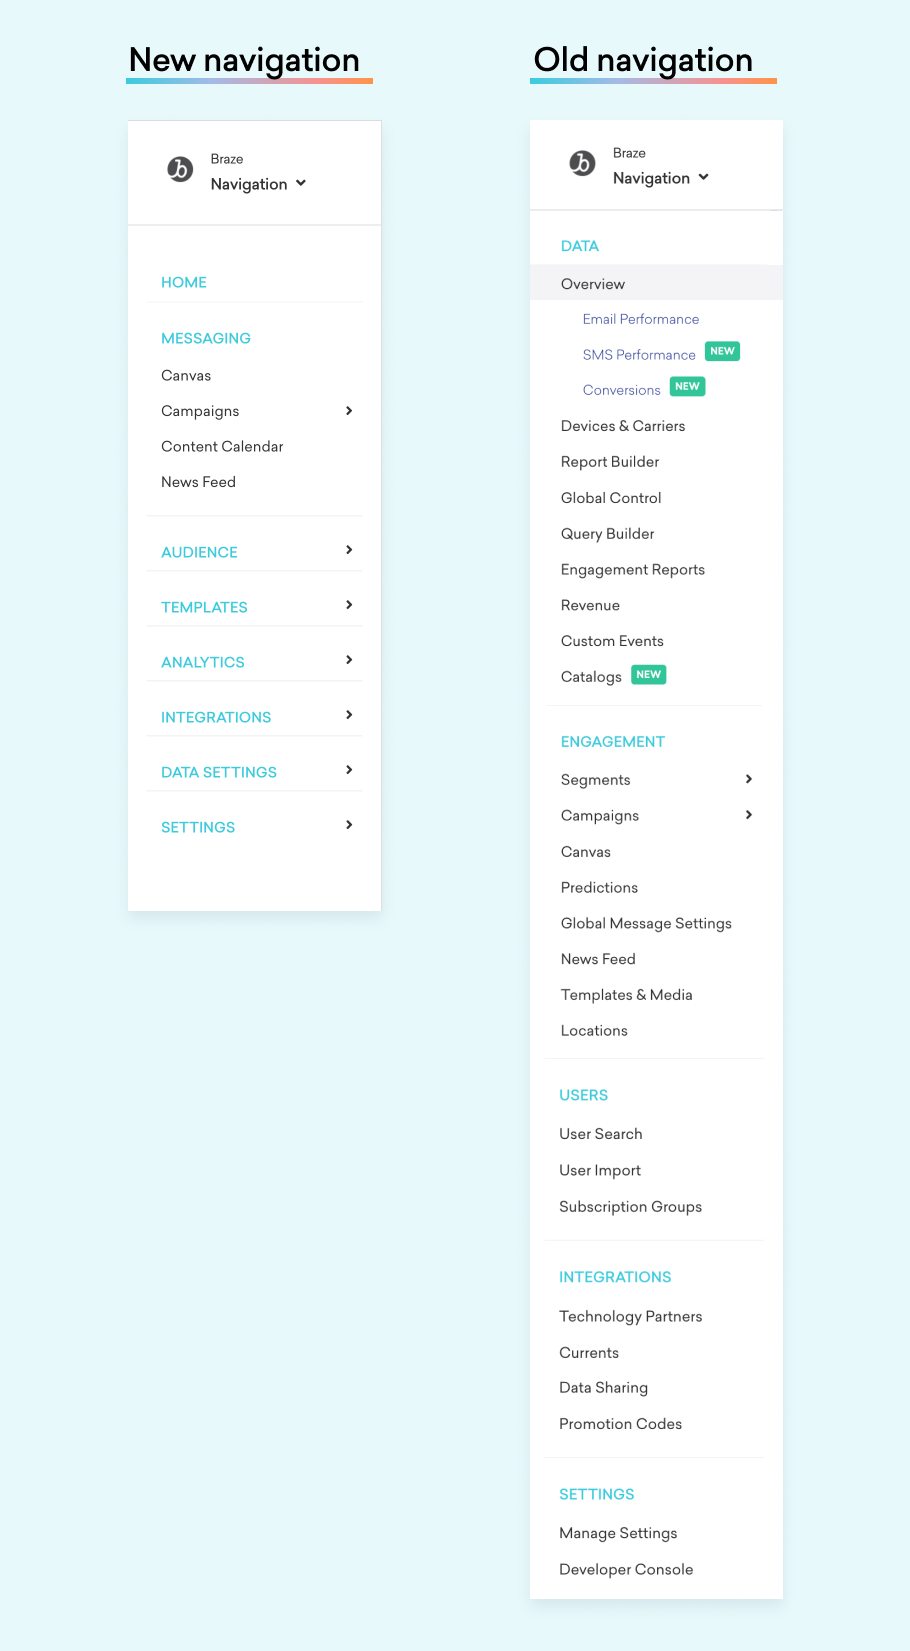 New navigation
Braze
Navigation
HOME
MESSAGING
Canvas
Campaigns
Content Calendar
News Feed
AUDIENCE
TEMPLATES
ANALYTICS
INTEGRATIONS
DATA SETTINGS
SETTINGS
Old navigation
Braze
Navigation
DATA
Overview
Email Performance
SMS Performance NEW
Conversions NEW
Devices & Carriers
Report Builder
Global Control
Query Builder
Engagement Reports
Revenue
Custom Events
Catalogs NEW
ENGAGEMENT
Segments
Campaigns
Canvas
Predictions
Global Message Settings
News Feed
Templates & Media
Locations
USERS
User Search
User Import
Subscription Groups
INTEGRATIONS
Technology Partners
Currents
Data Sharing
Promotion Codes
SETTINGS
Manage Settings
Developer Console